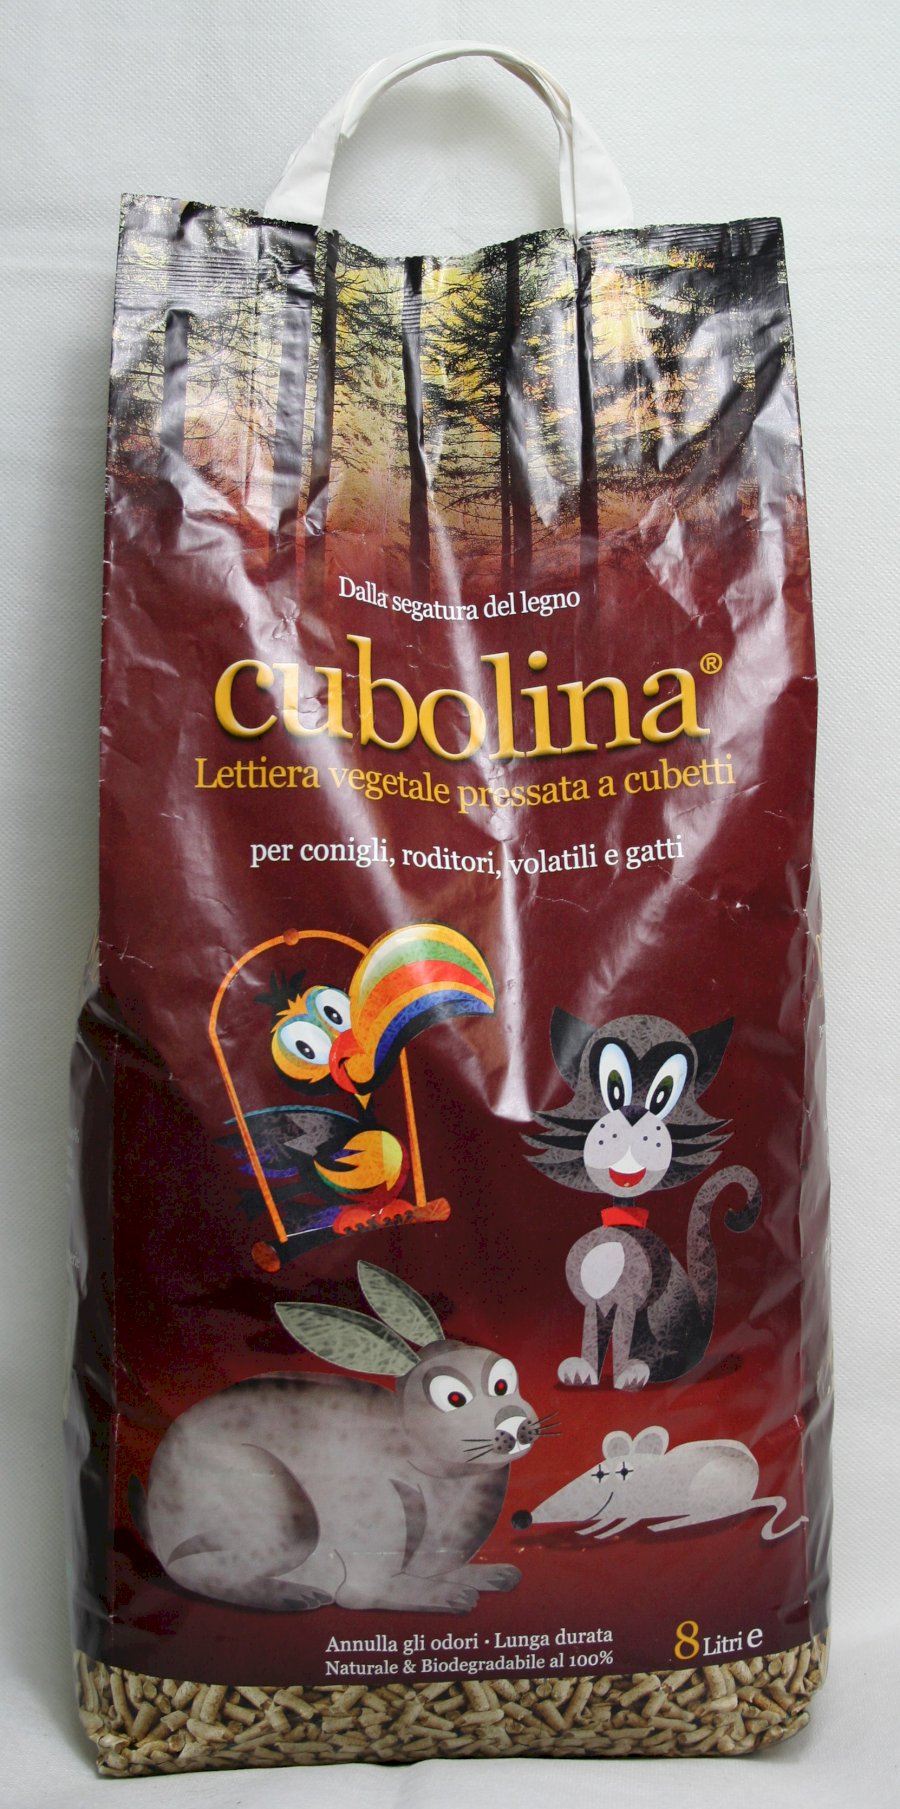 Dalla segatura del legno
cubolina®
Lettiera vegetale pressata a cubetti
per conigli, roditori, volatili e gatti
Annulla gli odori · Lunga durata
Naturale & Biodegradabile al 100%
8 Litri e